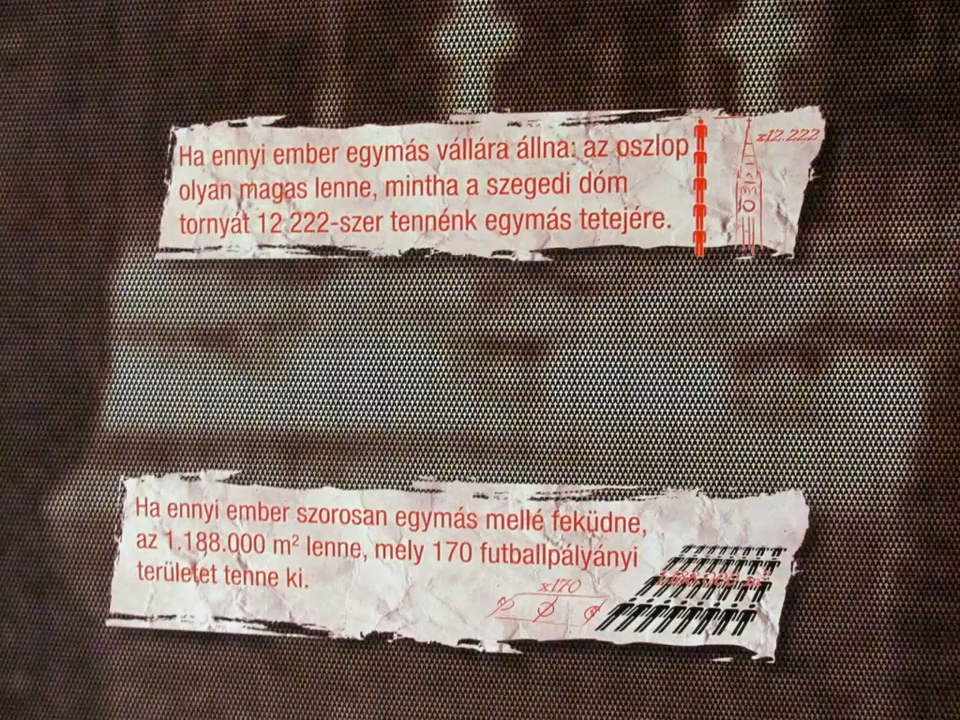 Ha ennyi ember egymás vállára állna: az oszlop
olyan magas lenne, mintha a szegedi dóm
tornyát 12 222-szer tennénk egymás tetejére.
x12.222
Ha ennyi ember szorosan egymás mellé feküdne,
az 1.188.000 m² lenne, mely 170 futballpályányi
területet tenne ki.
x170